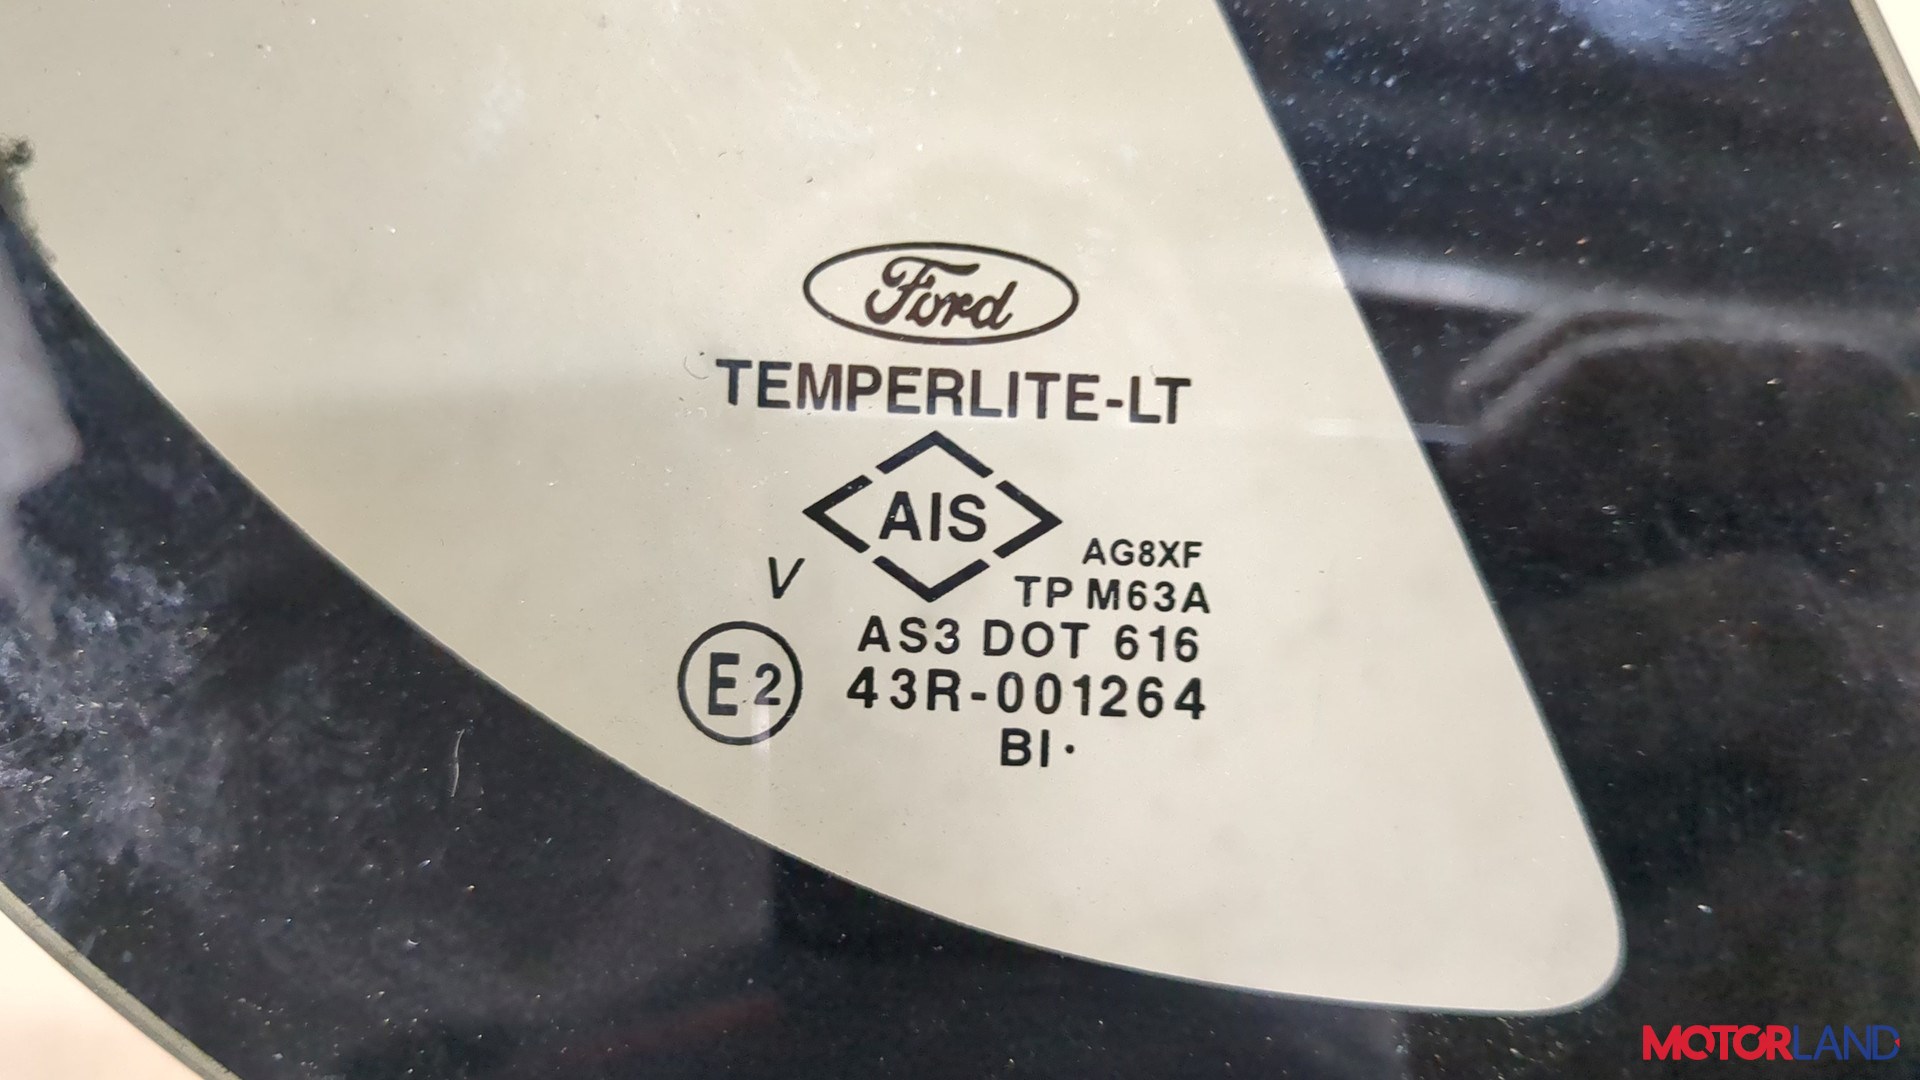 Ford
TEMPERLITE-LT
AIS
AG8XF
V
TP M63A
AS3 DOT 616
E2
43R-001264
BI·
MOTORLAND